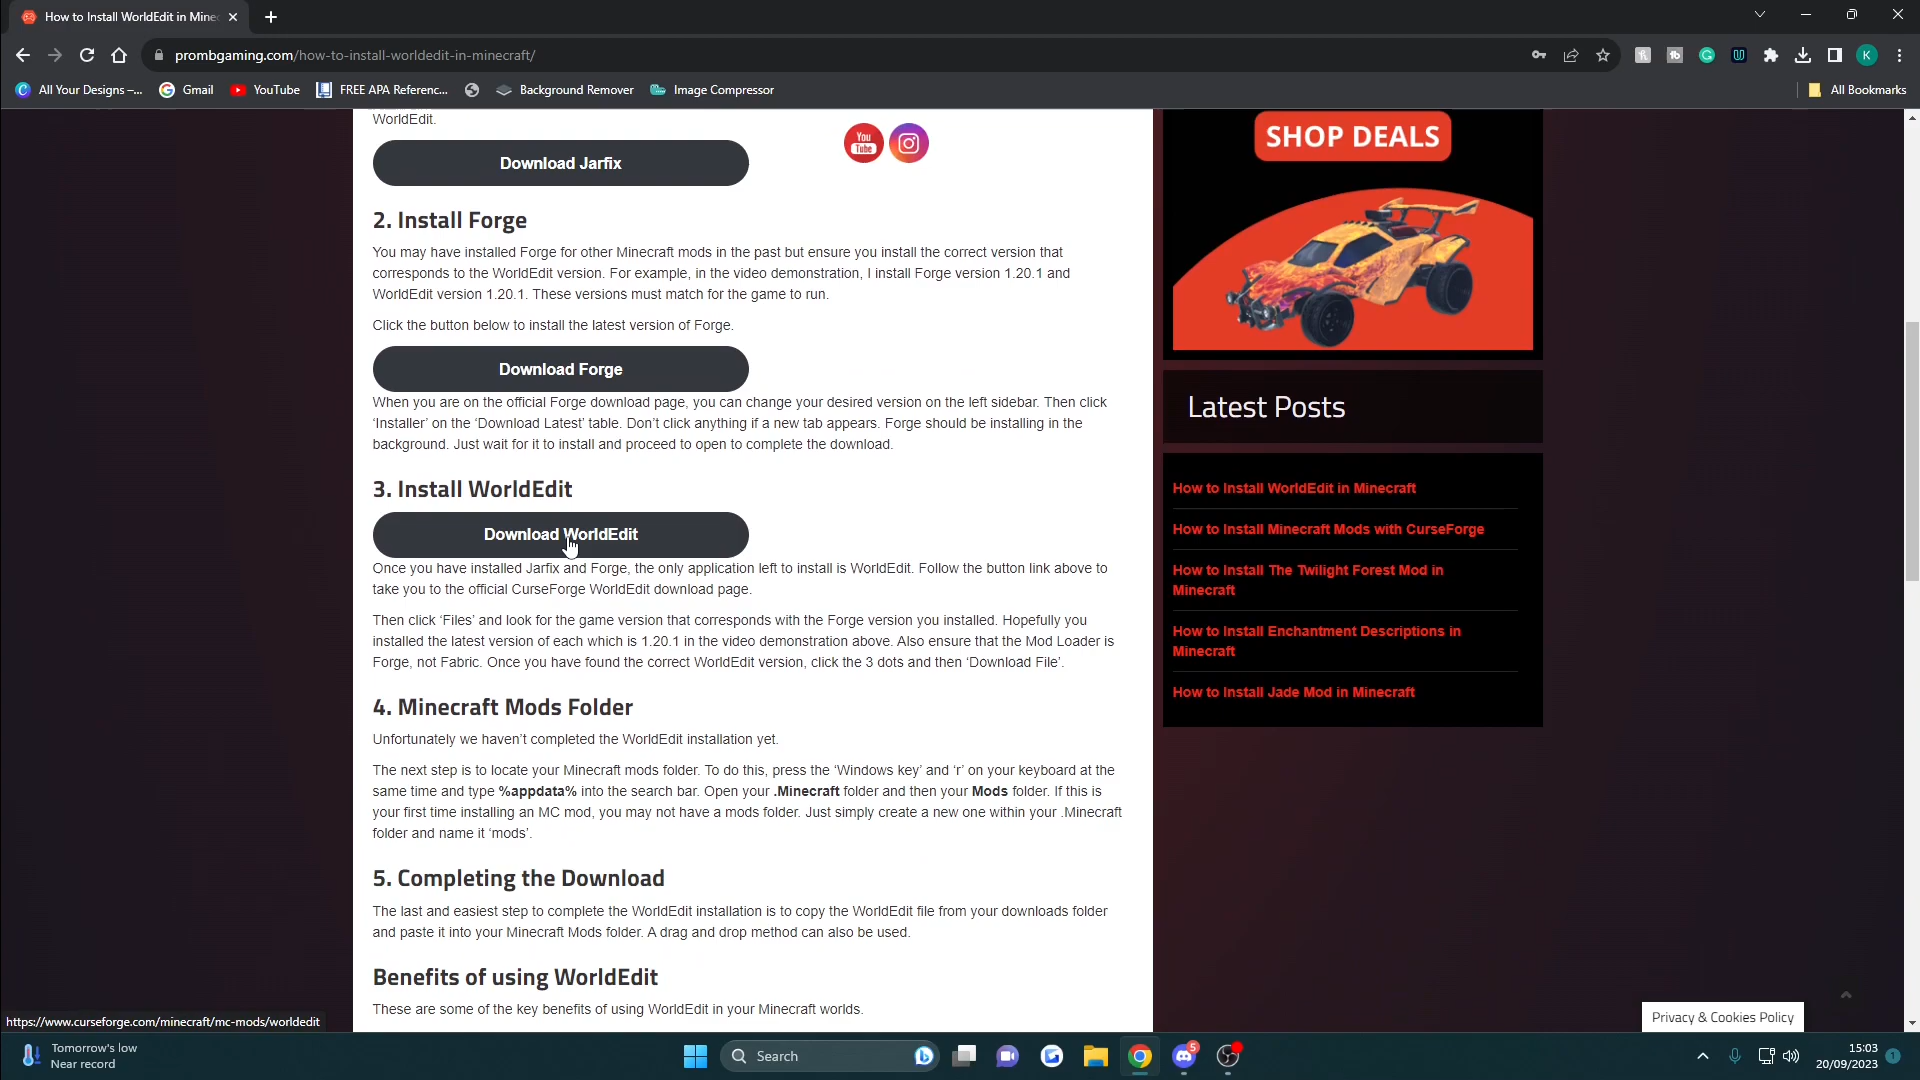 How to Install WorldEdit in Mine
prombgaming.com/how-to-install-worldedit-in-minecraft/
All Your Designs –...
Gmail
YouTube
FREE APA Referenc...
Background Remover
Image Compressor
All Bookmarks
WorldEdit.
Download Jarfix
You Tube
2. Install Forge
You may have installed Forge for other Minecraft mods in the past but ensure you install the correct version that
corresponds to the WorldEdit version. For example, in the video demonstration, I install Forge version 1.20.1 and
WorldEdit version 1.20.1. These versions must match for the game to run.
Click the button below to install the latest version of Forge.
Download Forge
When you are on the official Forge download page, you can change your desired version on the left sidebar. Then click
‘Installer’ on the ‘Download Latest’ table. Don’t click anything if a new tab appears. Forge should be installing in the
background. Just wait for it to install and proceed to open to complete the download.
3. Install WorldEdit
Download WorldEdit
Once you have installed Jarfix and Forge, the only application left to install is WorldEdit. Follow the button link above to
take you to the official CurseForge WorldEdit download page.
Then click ‘Files’ and look for the game version that corresponds with the Forge version you installed. Hopefully you
installed the latest version of each which is 1.20.1 in the video demonstration above. Also ensure that the Mod Loader is
Forge, not Fabric. Once you have found the correct WorldEdit version, click the 3 dots and then ‘Download File’.
4. Minecraft Mods Folder
Unfortunately we haven’t completed the WorldEdit installation yet.
The next step is to locate your Minecraft mods folder. To do this, press the ‘Windows key’ and ‘r’ on your keyboard at the
same time and type %appdata% into the search bar. Open your .Minecraft folder and then your Mods folder. If this is
your first time installing an MC mod, you may not have a mods folder. Just simply create a new one within your .Minecraft
folder and name it ‘mods’.
5. Completing the Download
The last and easiest step to complete the WorldEdit installation is to copy the WorldEdit file from your downloads folder
and paste it into your Minecraft Mods folder. A drag and drop method can also be used.
Benefits of using WorldEdit
These are some of the key benefits of using WorldEdit in your Minecraft worlds.
SHOP DEALS
Latest Posts
How to Install WorldEdit in Minecraft
How to Install Minecraft Mods with CurseForge
How to Install The Twilight Forest Mod in
Minecraft
How to Install Enchantment Descriptions in
Minecraft
How to Install Jade Mod in Minecraft
Privacy & Cookies Policy
https://www.curseforge.com/minecraft/mc-mods/worldedit
Tomorrow's low
Near record
Search
5
15:03
20/09/2023
1